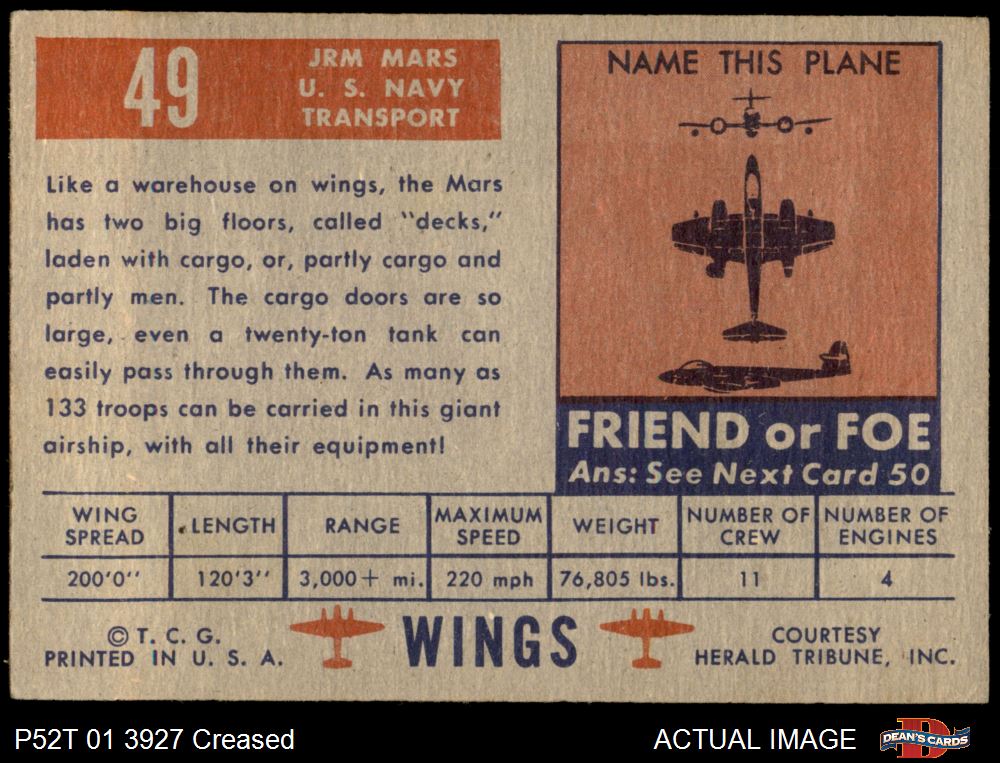 49
JRM MARS
U. S. NAVY
TRANSPORT
Like a warehouse on wings, the Mars
has two big floors, called "decks,"
laden with cargo, or, partly cargo and
partly men. The cargo doors are so
large, even a twenty-ton tank can
easily pass through them. As many as
133 troops can be carried in this giant
airship, with all their equipment!
NAME THIS PLANE
FRIEND or FOE
Ans: See Next Card 50
WING SPREAD LENGTH RANGE MAXIMUM SPEED WEIGHT NUMBER OF CREW NUMBER OF ENGINES
200'0'' 120'3'' 3,000+ mi. 220 mph 76,805 lbs. 11 4
© T. C. G.
PRINTED IN U. S. A.
WINGS
COURTESY
HERALD TRIBUNE, INC.
P52T 01 3927 Creased
ACTUAL IMAGE
D
DEAN'S CARDS